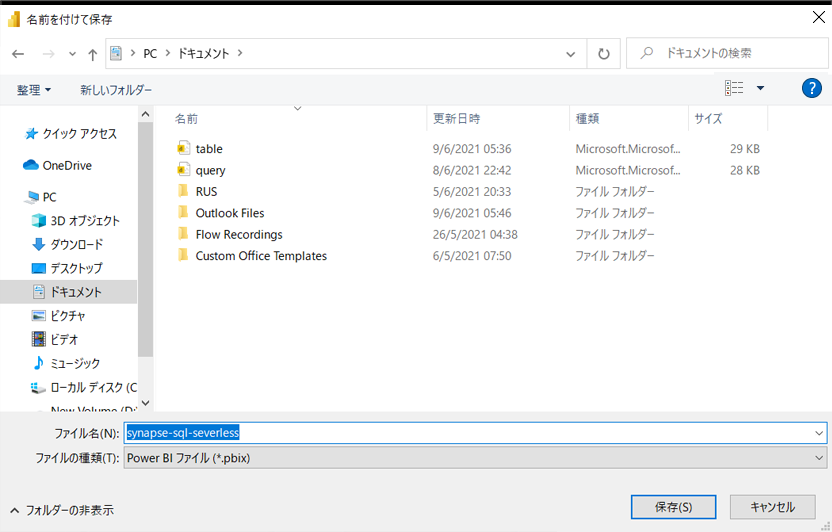 名前を付けて保存
PC ドキュメント
ドキュメントの検索
整理 新しいフォルダー
?
クイック アクセス
OneDrive
PC
3D オブジェクト
ダウンロード
デスクトップ
ドキュメント
ピクチャ
ビデオ
ミュージック
ローカル ディスク (C
New Volume (D:
名前 更新日時 種類 サイズ
table 9/6/2021 05:36 Microsoft.Microsof... 29 KB
query 8/6/2021 22:42 Microsoft.Microsof... 28 KB
RUS 5/6/2021 20:33 ファイル フォルダー
Outlook Files 9/6/2021 05:46 ファイル フォルダー
Flow Recordings 26/5/2021 04:38 ファイル フォルダー
Custom Office Templates 6/5/2021 07:50 ファイル フォルダー
ファイル名(N): synapse-sql-severless
ファイルの種類(T): Power BI ファイル (*.pbix)
フォルダーの非表示
保存(S) キャンセル